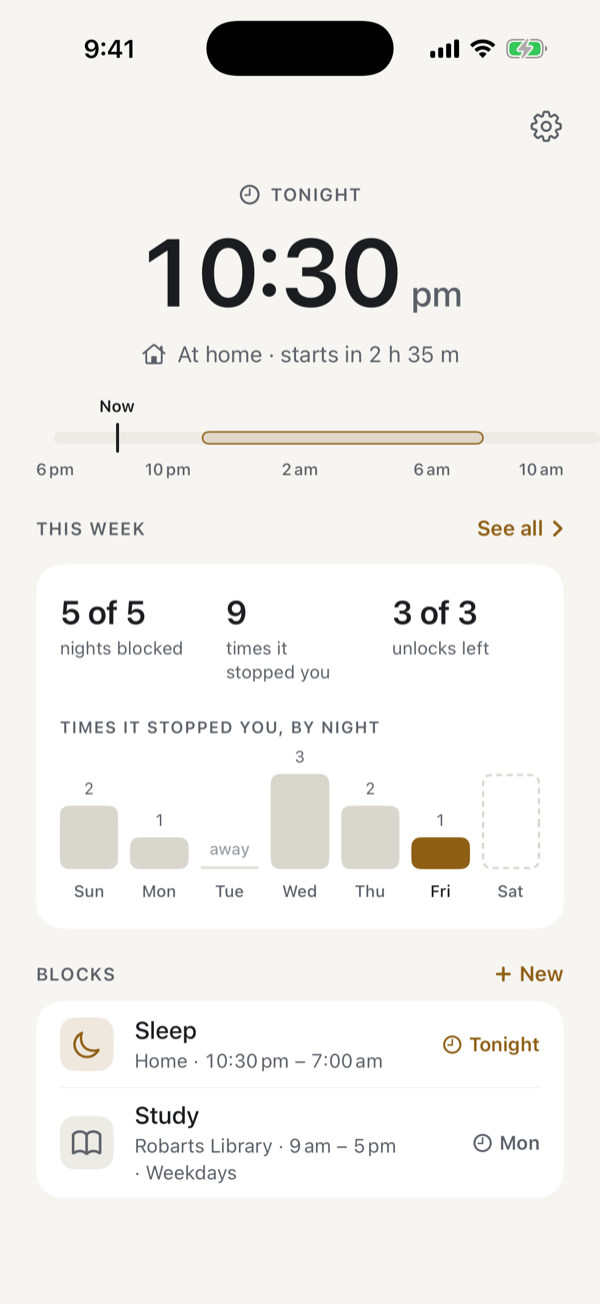 9:41
TONIGHT
10:30 pm
At home · starts in 2 h 35 m
Now
6 pm 10 pm 2 am 6 am 10 am
THIS WEEK See all
5 of 5 9 3 of 3
nights blocked times it unlocks left
stopped you
TIMES IT STOPPED YOU, BY NIGHT
2 1 away 3 2 1
Sun Mon Tue Wed Thu Fri Sat
BLOCKS + New
Sleep
Home · 10:30 pm – 7:00 am Tonight
Study
Robarts Library · 9 am – 5 pm Mon
· Weekdays